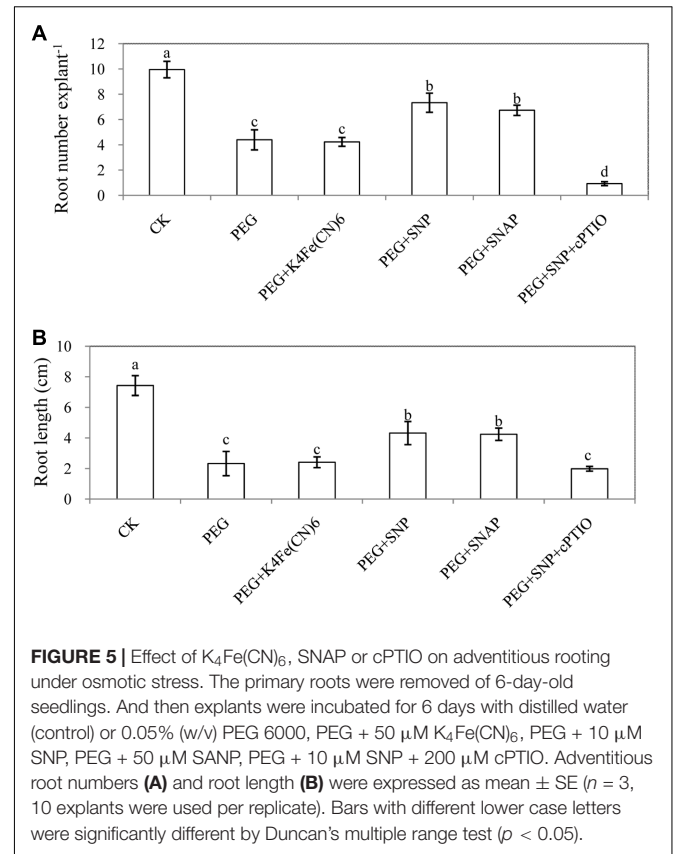 A
Root number explant⁻¹
12
10
8
6
4
2
0
a
c
c
b
b
d
CK
PEG
PEG+K4Fe(CN)6
PEG+SNP
PEG+SNAP
PEG+SNP+cPTIO
B
Root length (cm)
10
8
6
4
2
0
a
c
c
b
b
c
CK
PEG
PEG+K4Fe(CN)6
PEG+SNP
PEG+SNAP
PEG+SNP+cPTIO
FIGURE 5 | Effect of K₄Fe(CN)₆, SNAP or cPTIO on adventitious rooting
under osmotic stress. The primary roots were removed of 6-day-old
seedlings. And then explants were incubated for 6 days with distilled water
(control) or 0.05% (w/v) PEG 6000, PEG + 50 μM K₄Fe(CN)₆, PEG + 10 μM
SNP, PEG + 50 μM SANP, PEG + 10 μM SNP + 200 μM cPTIO. Adventitious
root numbers (A) and root length (B) were expressed as mean ± SE (n = 3,
10 explants were used per replicate). Bars with different lower case letters
were significantly different by Duncan's multiple range test (p < 0.05).